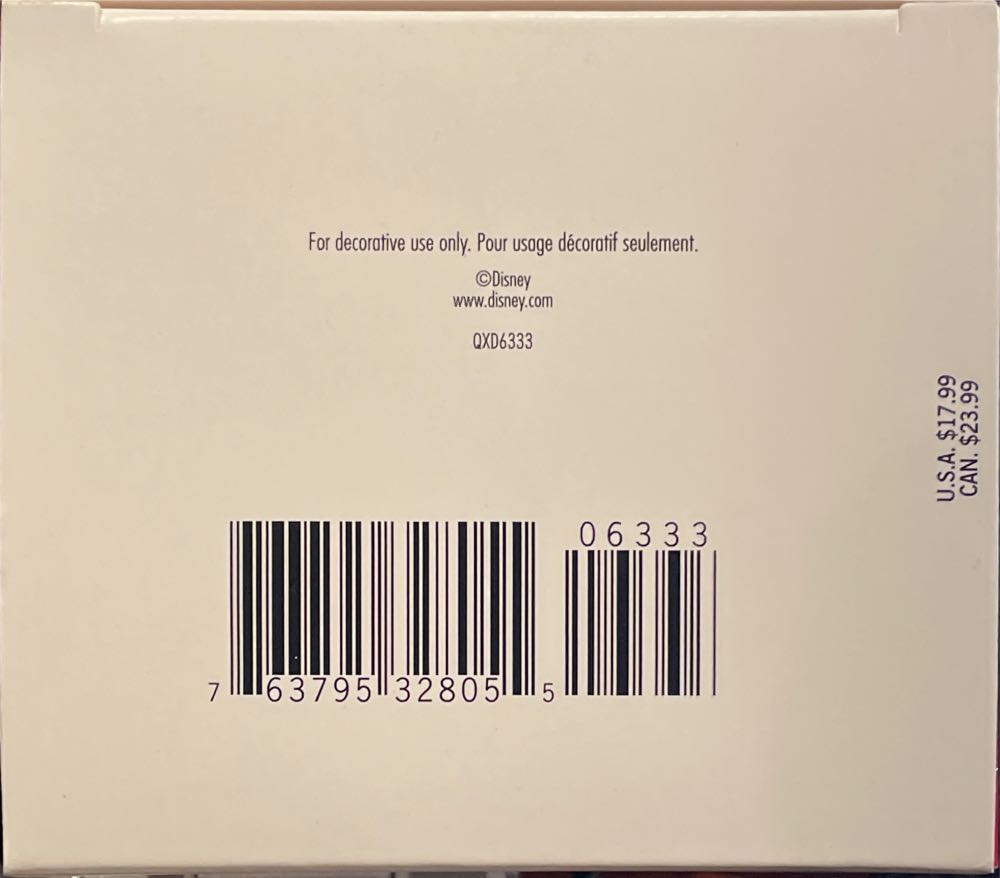 For decorative use only. Pour usage décoratif seulement.
©Disney
www.disney.com
QXD6333
U.S.A. $17.99
CAN. $23.99
06333
7 63795 32805 5